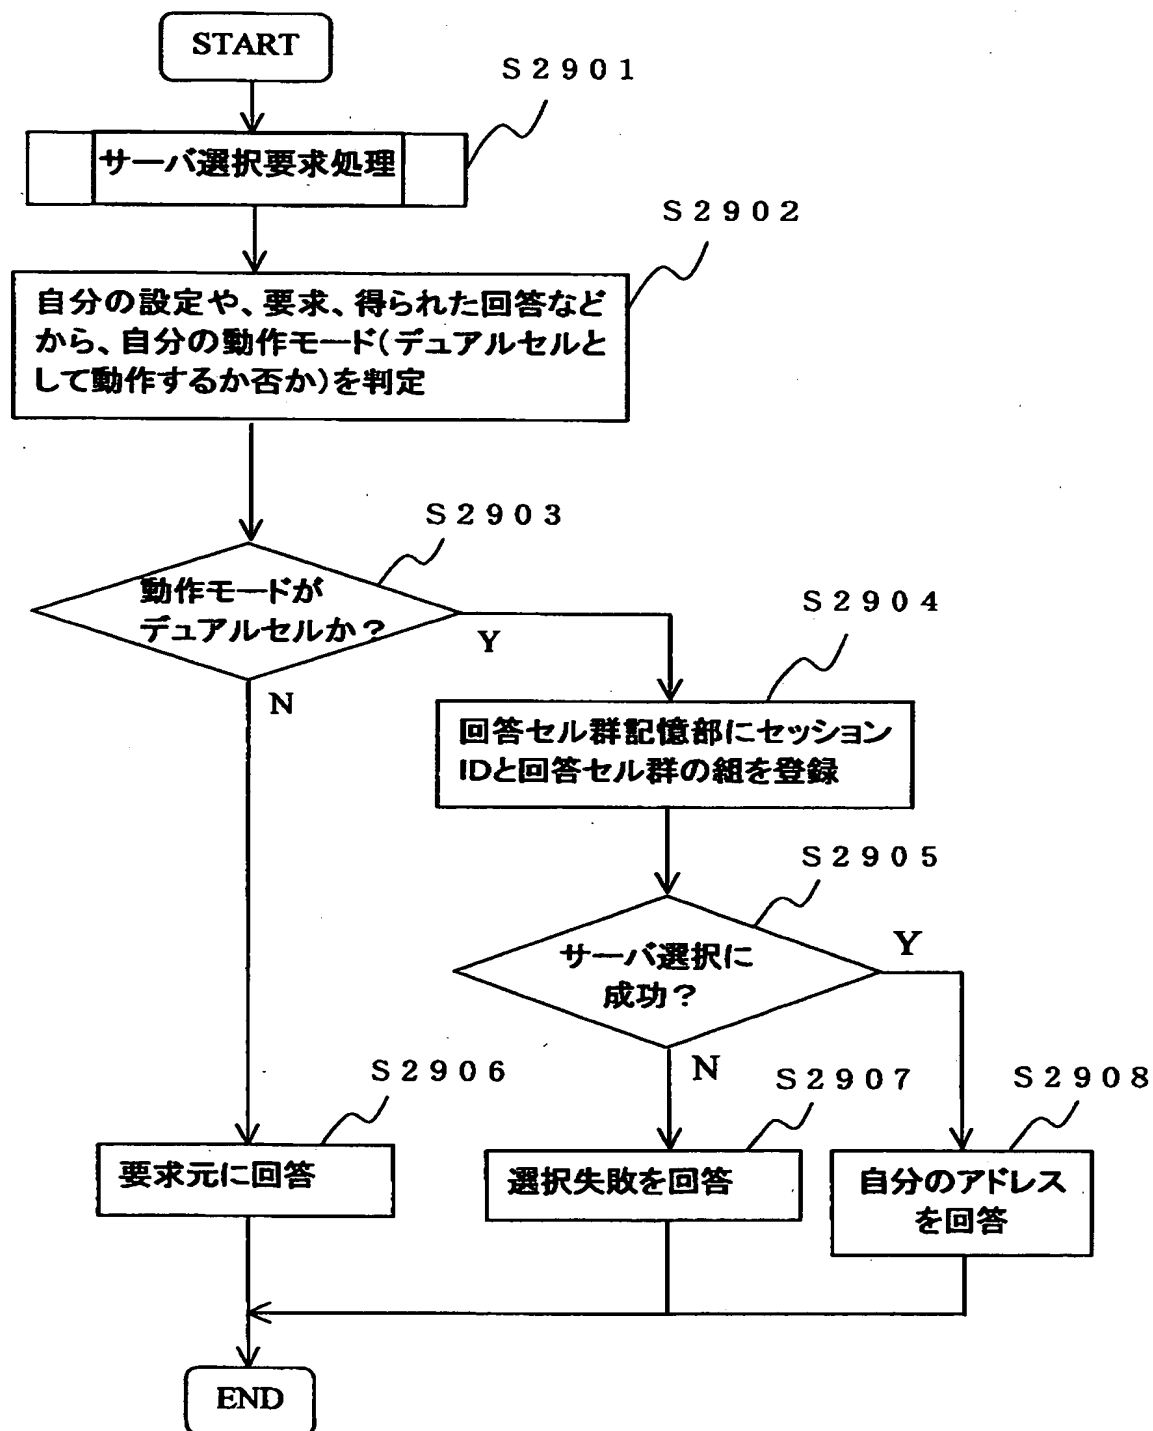 START
S2901
サーバ選択要求処理
S2902
自分の設定や、要求、得られた回答など
から、自分の動作モード(デュアルセルと
して動作するか否か)を判定
S2903
動作モードが
デュアルセルか?
Y
N
S2904
回答セル群記憶部にセッション
IDと回答セル群の組を登録
S2905
サーバ選択に
成功?
Y
N
S2906
要求元に回答
S2907
選択失敗を回答
S2908
自分のアドレス
を回答
END